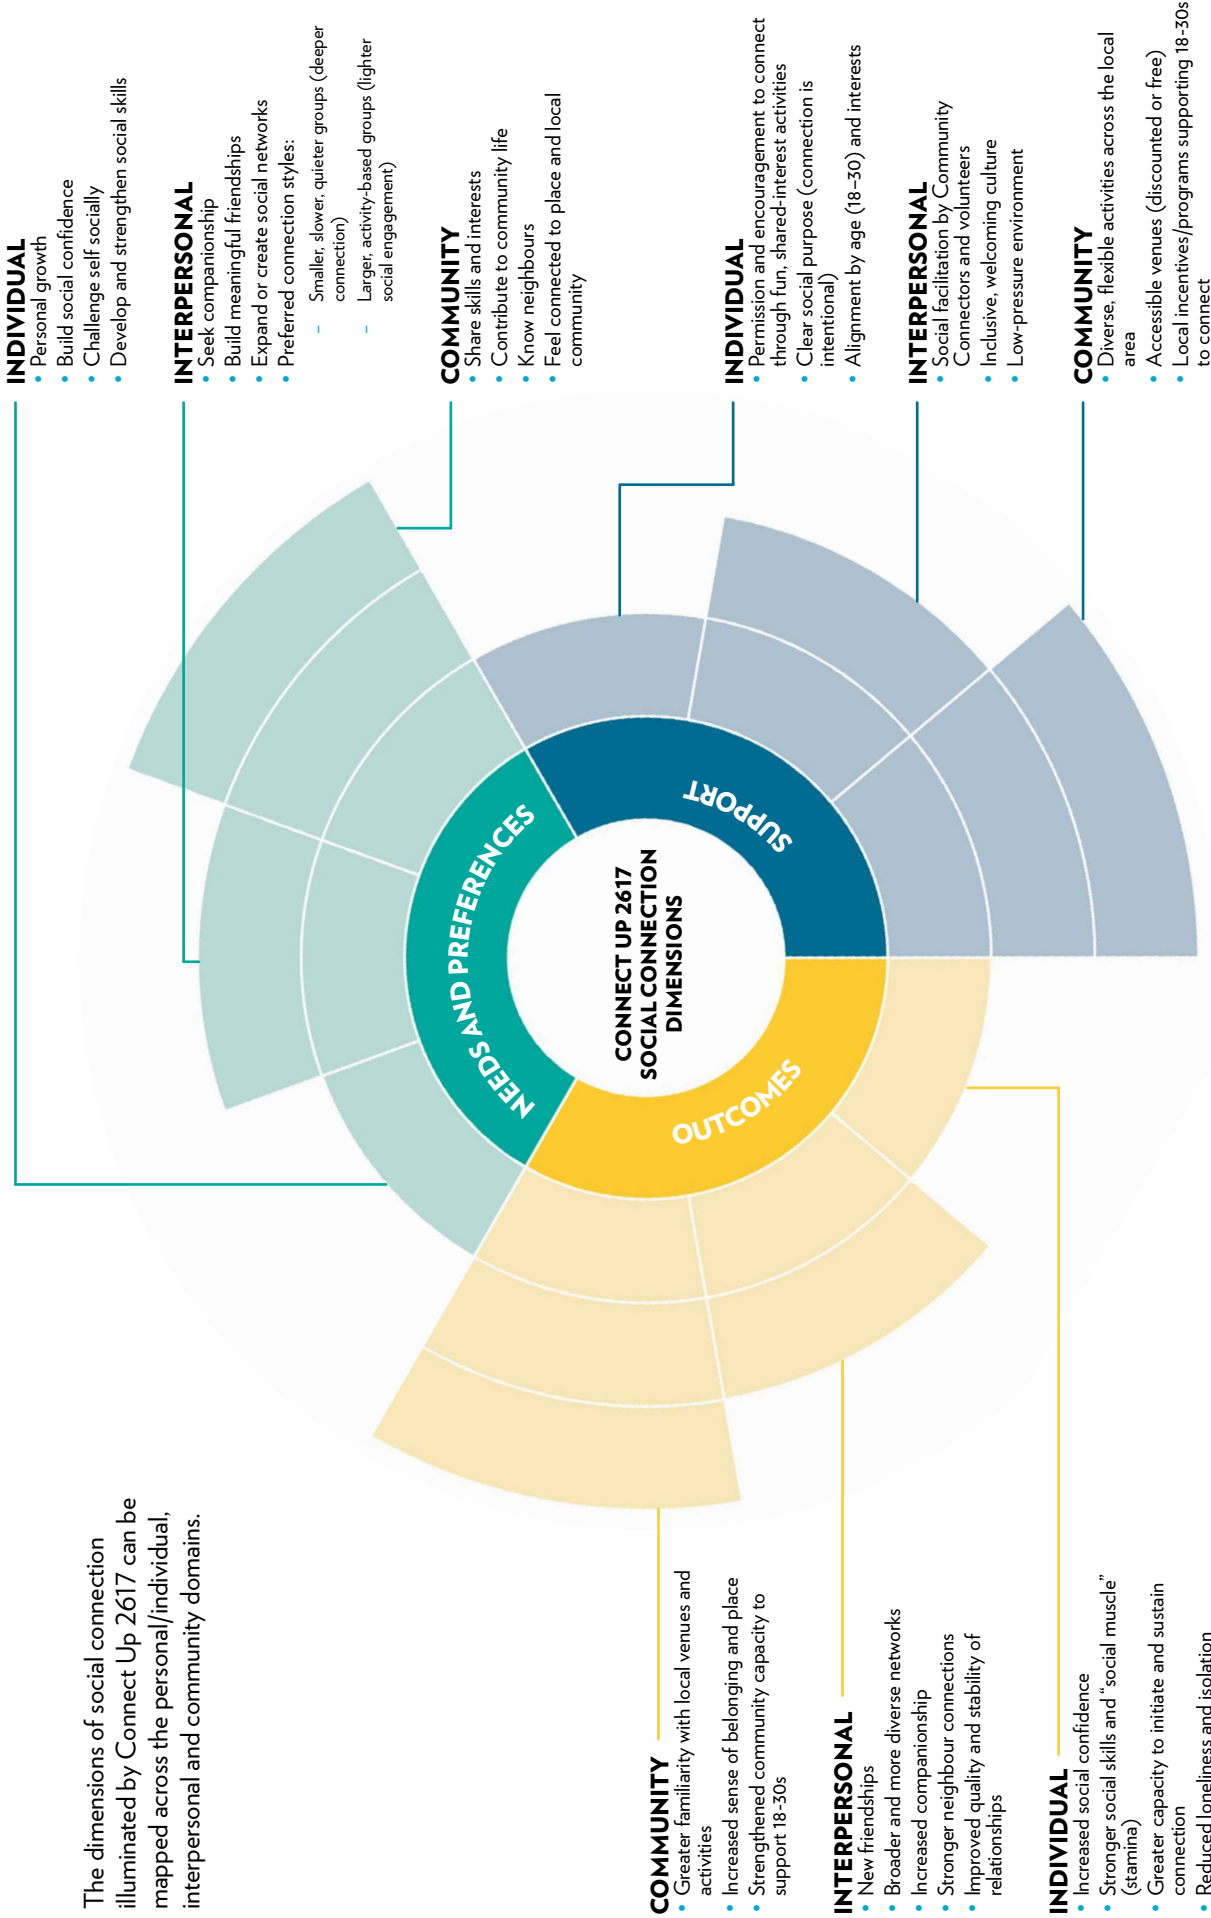 The dimensions of social connection
illuminated by Connect Up 2617 can be
mapped across the personal/individual,
interpersonal and community domains.
CONNECT UP 2617
SOCIAL CONNECTION
DIMENSIONS
NEEDS AND PREFERENCES
INDIVIDUAL
• Personal growth
• Build social confidence
• Challenge self socially
• Develop and strengthen social skills
INTERPERSONAL
• Seek companionship
• Build meaningful friendships
• Expand or create social networks
• Preferred connection styles:
– Smaller, slower, quieter groups (deeper
connection)
– Larger, activity-based groups (lighter
social engagement)
COMMUNITY
• Share skills and interests
• Contribute to community life
• Know neighbours
• Feel connected to place and local
community
SUPPORT
INDIVIDUAL
• Permission and encouragement to connect
through fun, shared-interest activities
• Clear social purpose (connection is
intentional)
• Alignment by age (18–30) and interests
INTERPERSONAL
• Social facilitation by Community
Connectors and volunteers
• Inclusive, welcoming culture
• Low-pressure environment
COMMUNITY
• Diverse, flexible activities across the local
area
• Accessible venues (discounted or free)
• Local incentives/programs supporting 18-30s
to connect
OUTCOMES
COMMUNITY
• Greater familiarity with local venues and
activities
• Increased sense of belonging and place
• Strengthened community capacity to
support 18-30s
INTERPERSONAL
• New friendships
• Broader and more diverse networks
• Increased companionship
• Stronger neighbour connections
• Improved quality and stability of
relationships
INDIVIDUAL
• Increased social confidence
• Stronger social skills and “social muscle”
(stamina)
• Greater capacity to initiate and sustain
connection
• Reduced loneliness and isolation